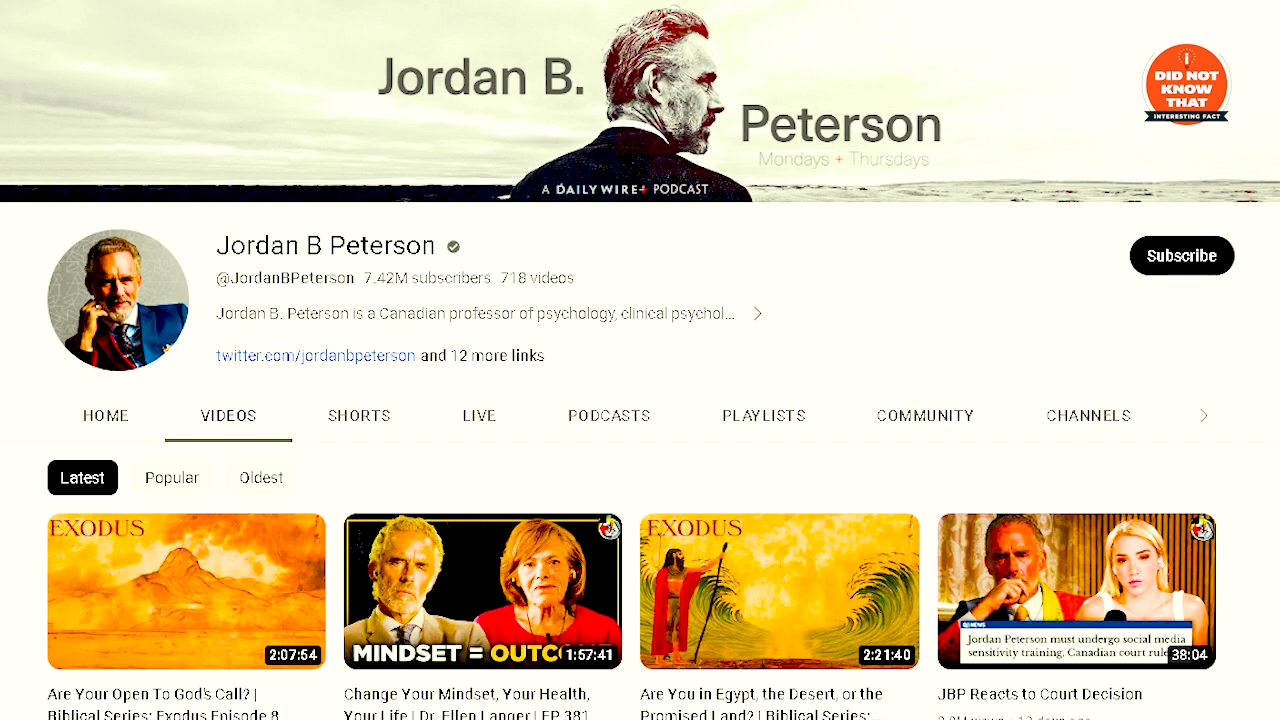 Jordan B.
Peterson
Mondays + Thursdays
A DAILYWIRE+ PODCAST
i
DID NOT
KNOW
THAT
INTERESTING FACT
Jordan B Peterson
@JordanBPeterson 7.42M subscribers 718 videos
Jordan B. Peterson is a Canadian professor of psychology, clinical psychol...
twitter.com/jordanbpeterson and 12 more links
Subscribe
HOME VIDEOS SHORTS LIVE PODCASTS PLAYLISTS COMMUNITY CHANNELS
Latest Popular Oldest
EXODUS
2:07:54
MINDSET = OUTC
1:57:41
EXODUS
2:21:40
NEWS
Jordan Peterson must undergo social media
sensitivity training, Canadian court rule
38:04
Are Your Open To God's Call? |
Biblical Series: Exodus Episode 8
Change Your Mindset, Your Health,
Your Life | Dr. Ellen Langer | EP 381
Are You in Egypt, the Desert, or the
Promised Land? | Biblical Series:...
JBP Reacts to Court Decision